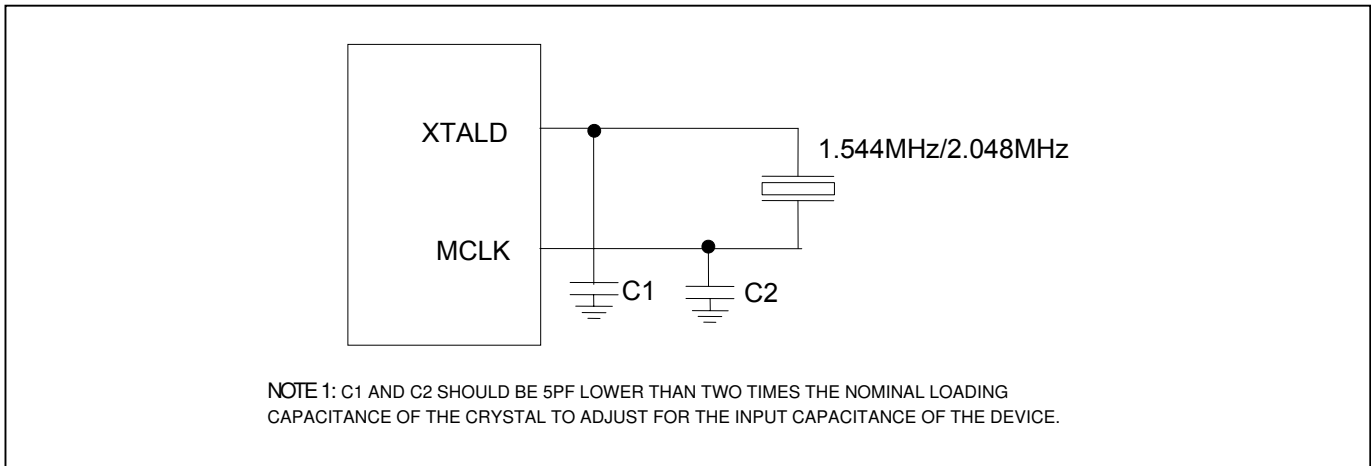 XTALD
1.544MHz/2.048MHz
MCLK
C1
C2
NOTE 1: C1 AND C2 SHOULD BE 5PF LOWER THAN TWO TIMES THE NOMINAL LOADING
CAPACITANCE OF THE CRYSTAL TO ADJUST FOR THE INPUT CAPACITANCE OF THE DEVICE.